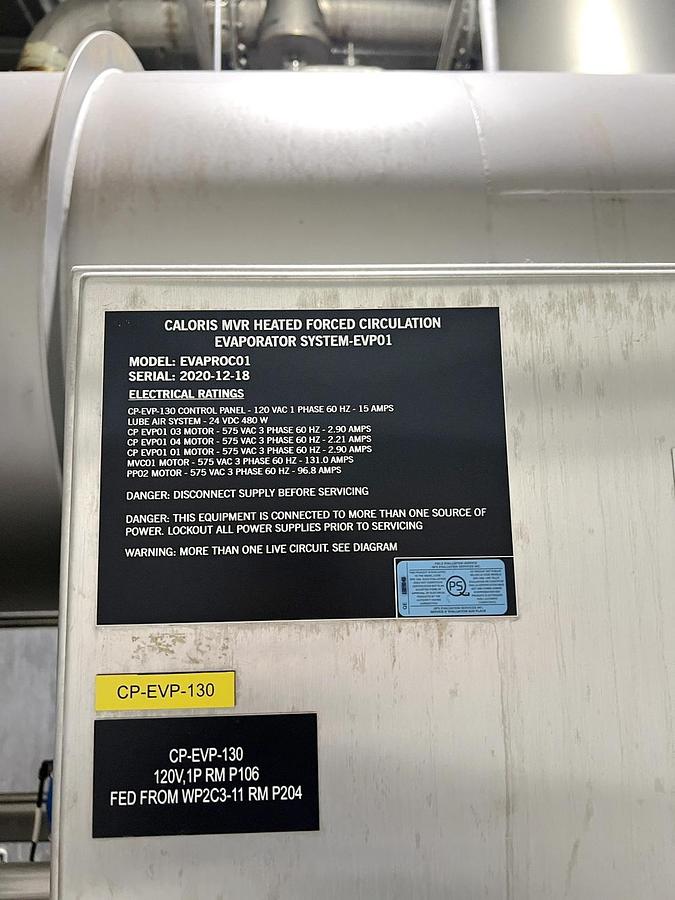 CALORIS MVR HEATED FORCED CIRCULATION
EVAPORATOR SYSTEM-EVP01
MODEL: EVAPROC01
SERIAL: 2020-12-18
ELECTRICAL RATINGS
CP-EVP-130 CONTROL PANEL - 120 VAC 1 PHASE 60 HZ - 15 AMPS
LUBE AIR SYSTEM - 24 VDC 480 W
CP EVP01 03 MOTOR - 575 VAC 3 PHASE 60 HZ - 2.90 AMPS
CP EVP01 04 MOTOR - 575 VAC 3 PHASE 60 HZ - 2.21 AMPS
CP EVP01 01 MOTOR - 575 VAC 3 PHASE 60 HZ - 2.90 AMPS
MVC01 MOTOR - 575 VAC 3 PHASE 60 HZ - 131.0 AMPS
PP02 MOTOR - 575 VAC 3 PHASE 60 HZ - 96.8 AMPS
DANGER: DISCONNECT SUPPLY BEFORE SERVICING
DANGER: THIS EQUIPMENT IS CONNECTED TO MORE THAN ONE SOURCE OF
POWER. LOCKOUT ALL POWER SUPPLIES PRIOR TO SERVICING
WARNING: MORE THAN ONE LIVE CIRCUIT. SEE DIAGRAM
QPS
CP-EVP-130
CP-EVP-130
120V,1P RM P106
FED FROM WP2C3-11 RM P204